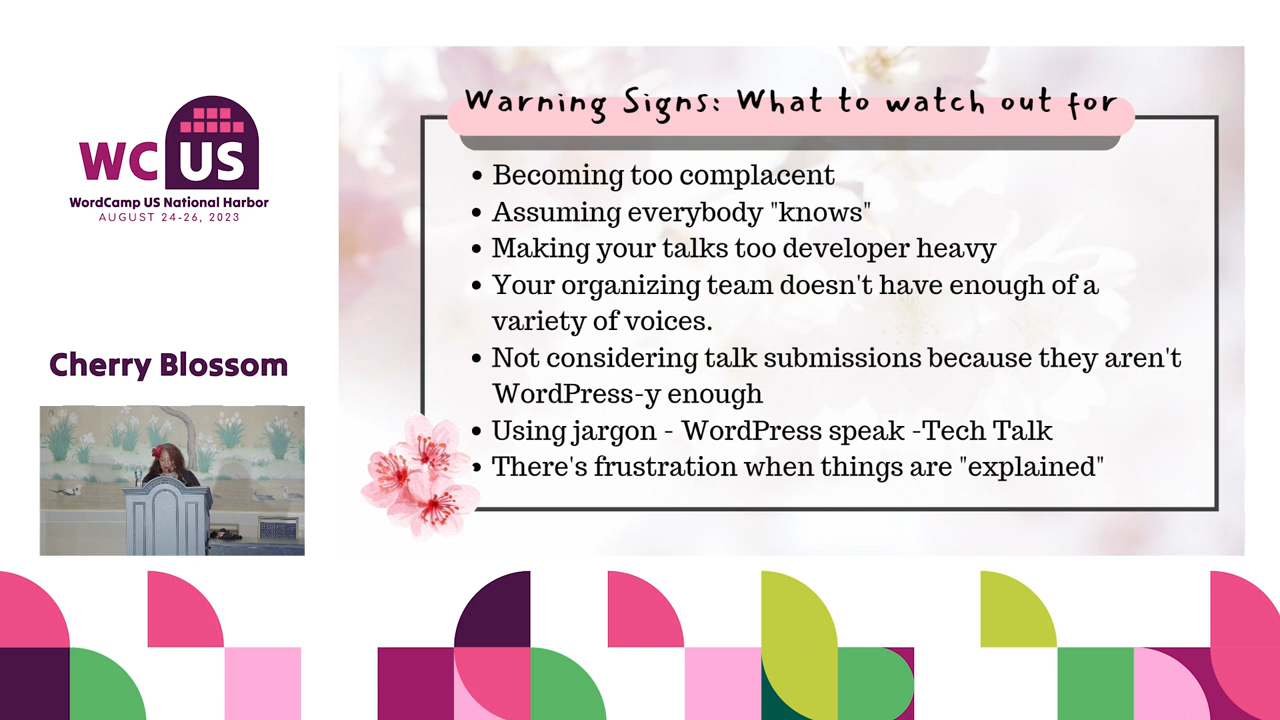 WC US
WordCamp US National Harbor
AUGUST 24-26, 2023
Cherry Blossom
Warning Signs: What to watch out for
Becoming too complacent
Assuming everybody "knows"
Making your talks too developer heavy
Your organizing team doesn't have enough of a
variety of voices.
Not considering talk submissions because they aren't
WordPress-y enough
Using jargon - WordPress speak -Tech Talk
There's frustration when things are "explained"